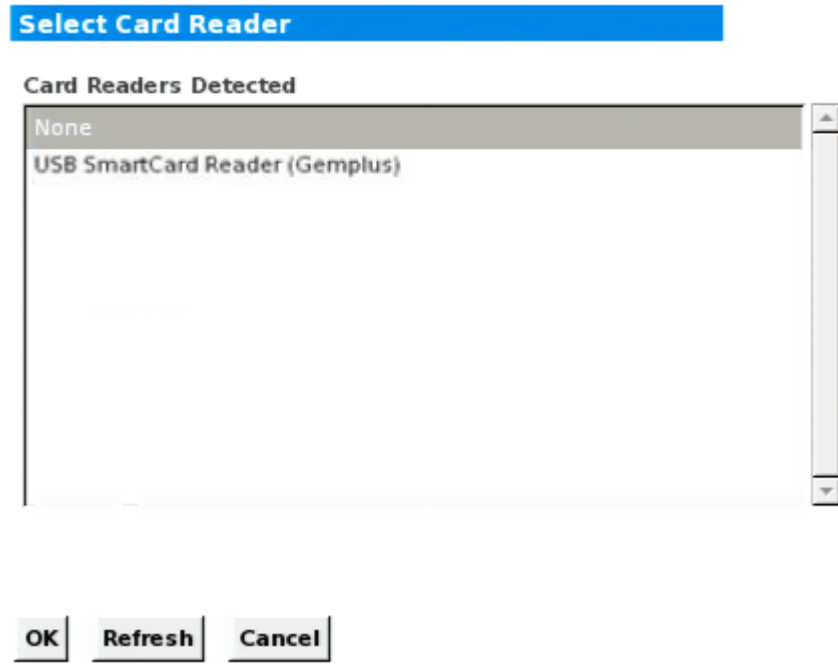 Select Card Reader
Card Readers Detected
None
USB SmartCard Reader (Gemplus)
OK Refresh Cancel